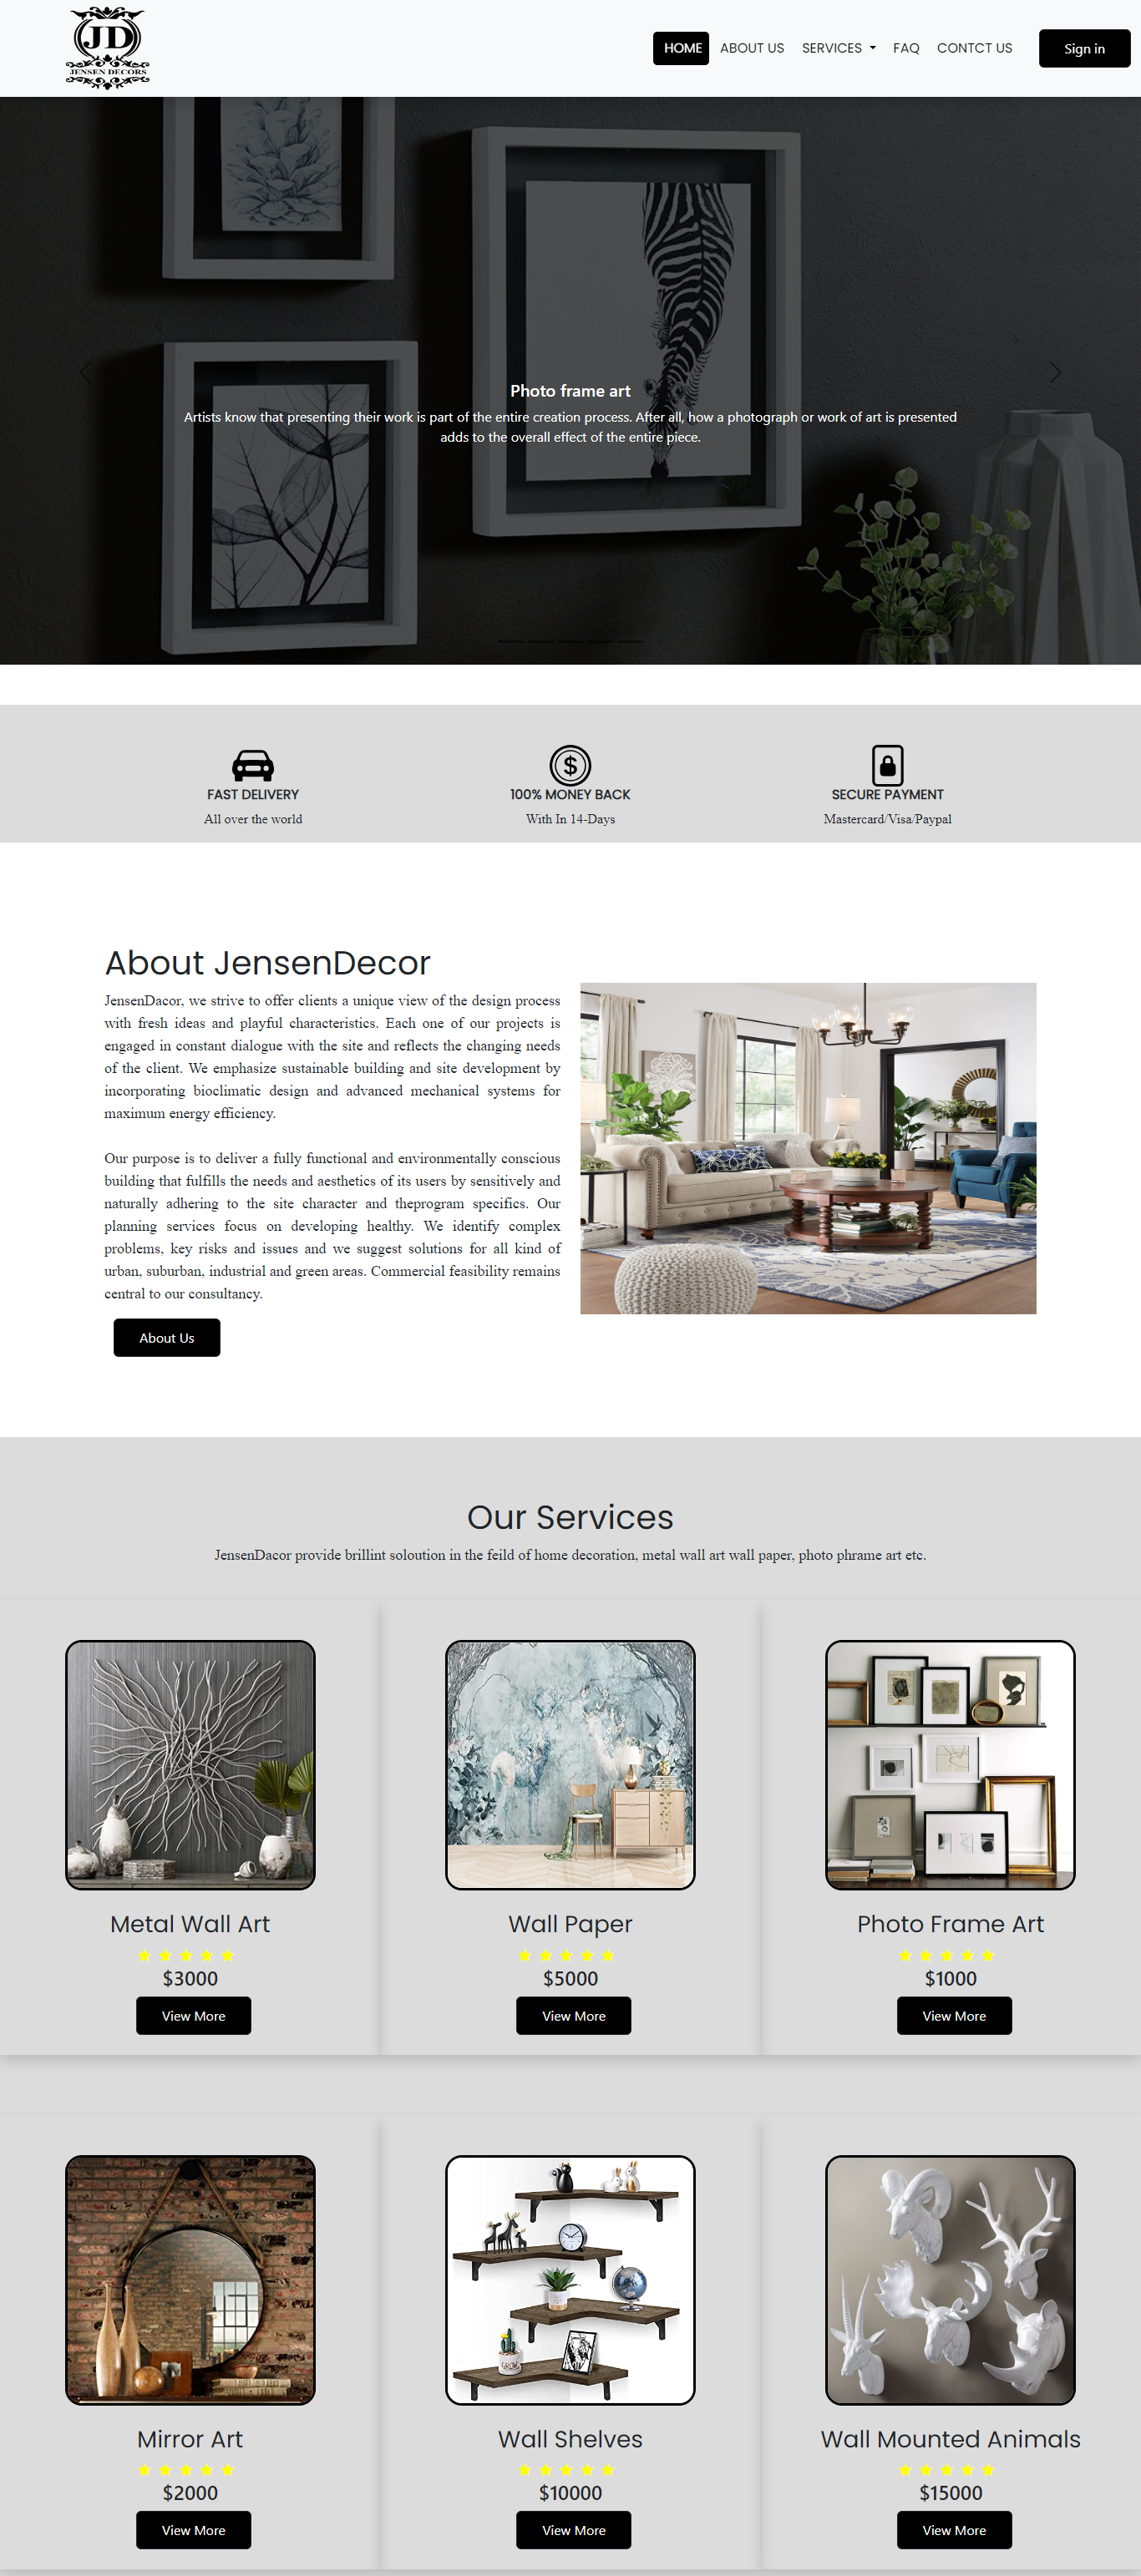 JD
JENSEN DECORS
HOME ABOUT US SERVICES FAQ CONTCT US Sign in
Photo frame art
Artists know that presenting their work is part of the entire creation process. After all, how a photograph or work of art is presented
adds to the overall effect of the entire piece.
FAST DELIVERY
All over the world
$
100% MONEY BACK
With In 14-Days
SECURE PAYMENT
Mastercard/Visa/Paypal
About JensenDecor
JensenDacor, we strive to offer clients a unique view of the design process
with fresh ideas and playful characteristics. Each one of our projects is
engaged in constant dialogue with the site and reflects the changing needs
of the client. We emphasize sustainable building and site development by
incorporating bioclimatic design and advanced mechanical systems for
maximum energy efficiency.
Our purpose is to deliver a fully functional and environmentally conscious
building that fulfills the needs and aesthetics of its users by sensitively and
naturally adhering to the site character and theprogram specifics. Our
planning services focus on developing healthy. We identify complex
problems, key risks and issues and we suggest solutions for all kind of
urban, suburban, industrial and green areas. Commercial feasibility remains
central to our consultancy.
About Us
Our Services
JensenDacor provide brillint soloution in the feild of home decoration, metal wall art wall paper, photo phrame art etc.
Metal Wall Art
$3000
View More
Wall Paper
$5000
View More
Photo Frame Art
$1000
View More
Mirror Art
$2000
View More
GROW
Wall Shelves
$10000
View More
Wall Mounted Animals
$15000
View More